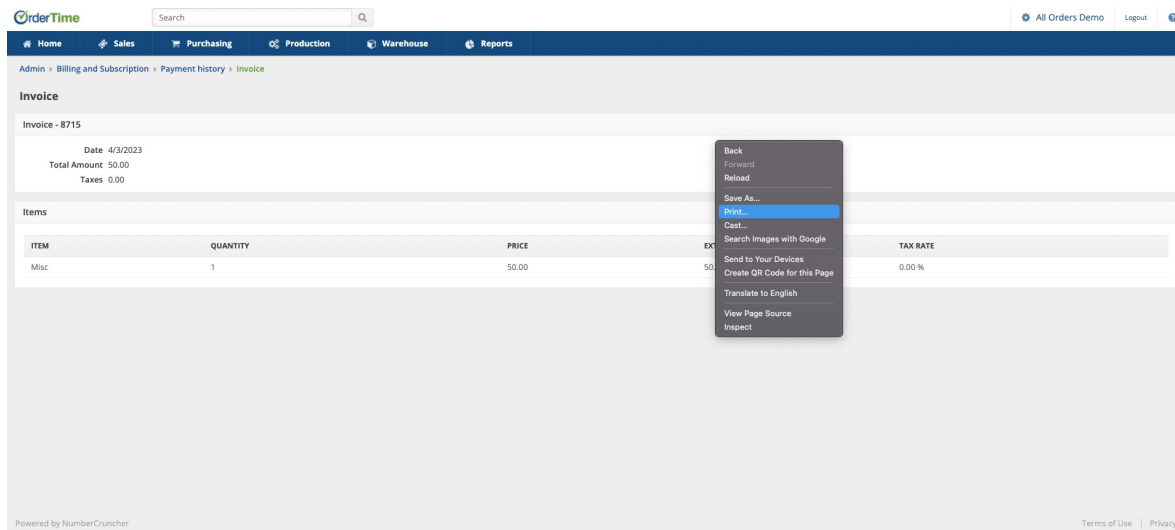 OrderTime
Search
All Orders Demo Logout
Home Sales Purchasing Production Warehouse Reports
Admin Billing and Subscription Payment history Invoice
Invoice
Invoice - 8715
Date 4/3/2023
Total Amount 50.00
Taxes 0.00
Items
ITEM QUANTITY PRICE TAX RATE
Misc 1 50.00 0.00 %
Back
Forward
Reload
Save As...
Print...
Cast...
Search Images with Google
Send to Your Devices
Create QR Code for this Page
Translate to English
View Page Source
Inspect
Powered by NumberCruncher
Terms of Use | Privacy